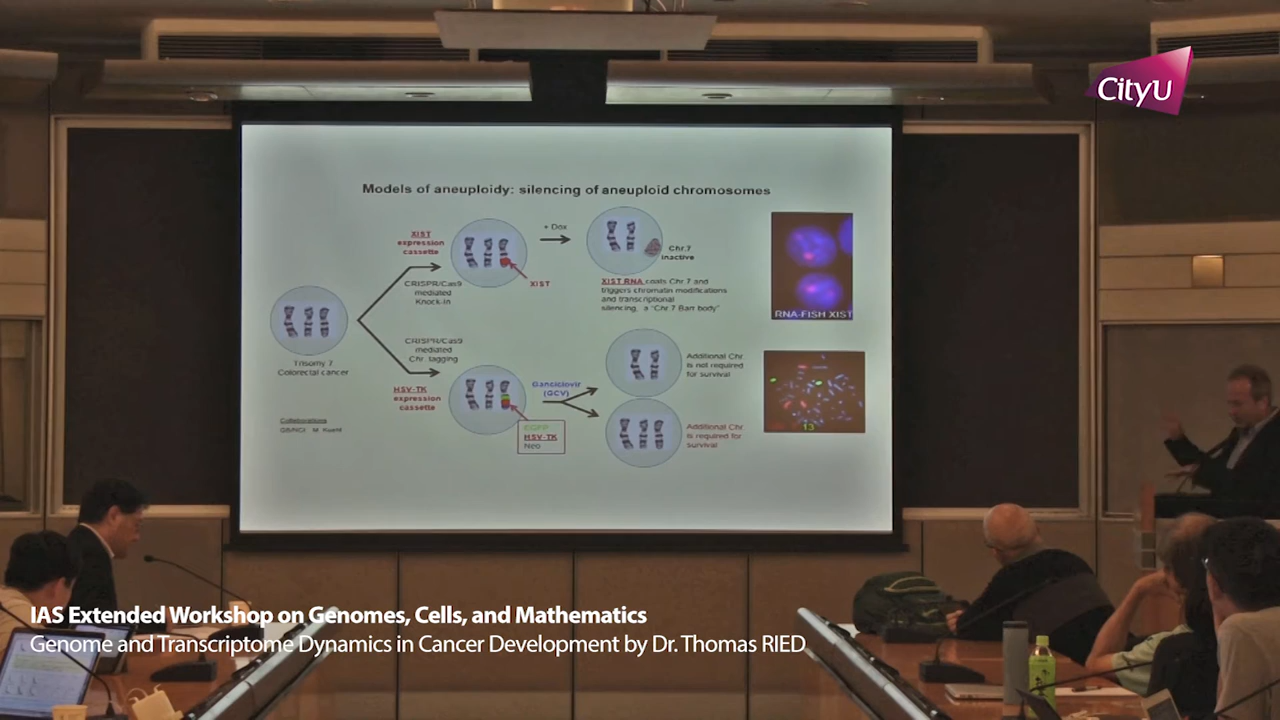 CityU
Models of aneuploidy: silencing of aneuploid chromosomes
XIST
expression
cassette
CRISPR/Cas9
mediated
Knock-In
XIST
+ Dox
Chr.7
inactive
XIST RNA coats Chr.7 and
triggers chromatin modifications
and transcriptional
silencing, a "Chr.7 Barr body"
RNA-FISH XIST
Trisomy 7
Colorectal cancer
CRISPR/Cas9
mediated
Chr. tagging
HSV-TK
expression
cassette
EGFP
HSV-TK
Neo
Ganciclovir
(GCV)
Additional Chr
is not required
for survival
Additional Chr
is required for
survival
13
Collaborations
IAS Extended Workshop on Genomes, Cells, and Mathematics
Genome and Transcriptome Dynamics in Cancer Development by Dr. Thomas RIED